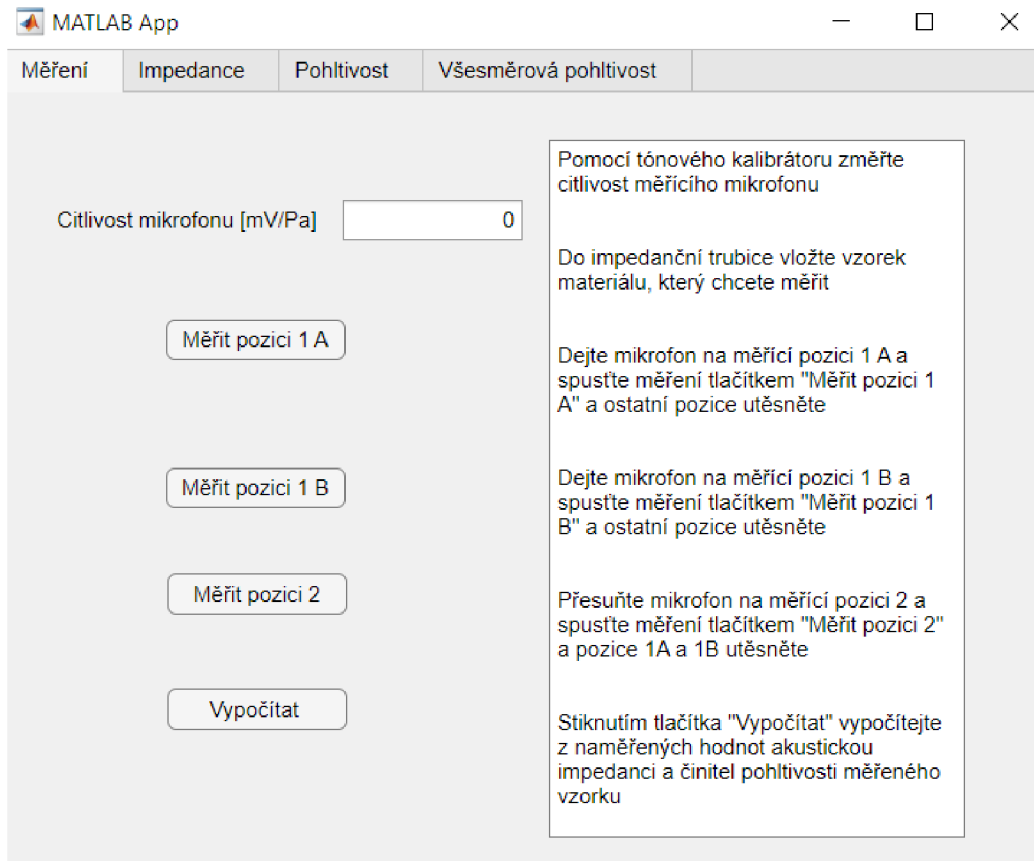 MATLAB App
Měření Impedance Pohltivost Všesměrová pohltivost
Citlivost mikrofonu [mV/Pa] 0
Měřit pozici 1 A
Měřit pozici 1 B
Měřit pozici 2
Vypočítat
Pomocí tónového kalibrátoru změřte
citlivost měřícího mikrofonu
Do impedanční trubice vložte vzorek
materiálu, který chcete měřit
Dejte mikrofon na měřící pozici 1 A a
spusťte měření tlačítkem "Měřit pozici 1
A" a ostatní pozice utěsněte
Dejte mikrofon na měřící pozici 1 B a
spusťte měření tlačítkem "Měřit pozici 1
B" a ostatní pozice utěsněte
Přesuňte mikrofon na měřící pozici 2 a
spusťte měření tlačítkem "Měřit pozici 2"
a pozice 1A a 1B utěsněte
Stiknutím tlačítka "Vypočítat" vypočítejte
z naměřených hodnot akustickou
impedanci a činitel pohltivosti měřeného
vzorku